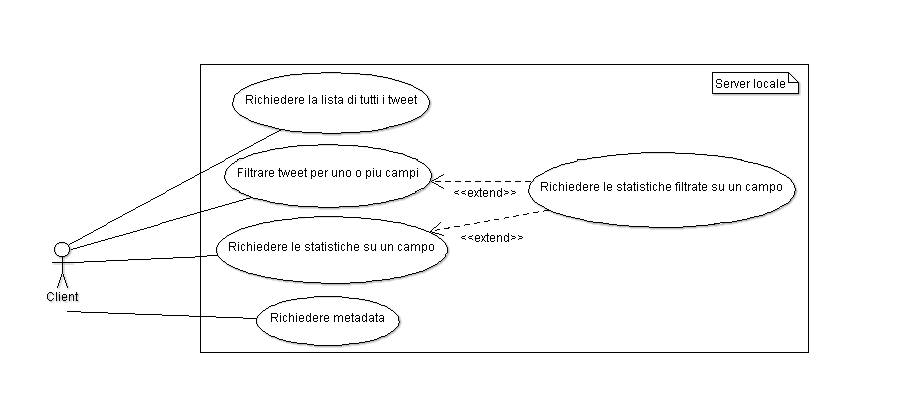 Server locale
Richiedere la lista di tutti i tweet
Filtrare tweet per uno o piu campi
<<extend>>
Richiedere le statistiche filtrate su un campo
Richiedere le statistiche su un campo
<<extend>>
Client
Richiedere metadata